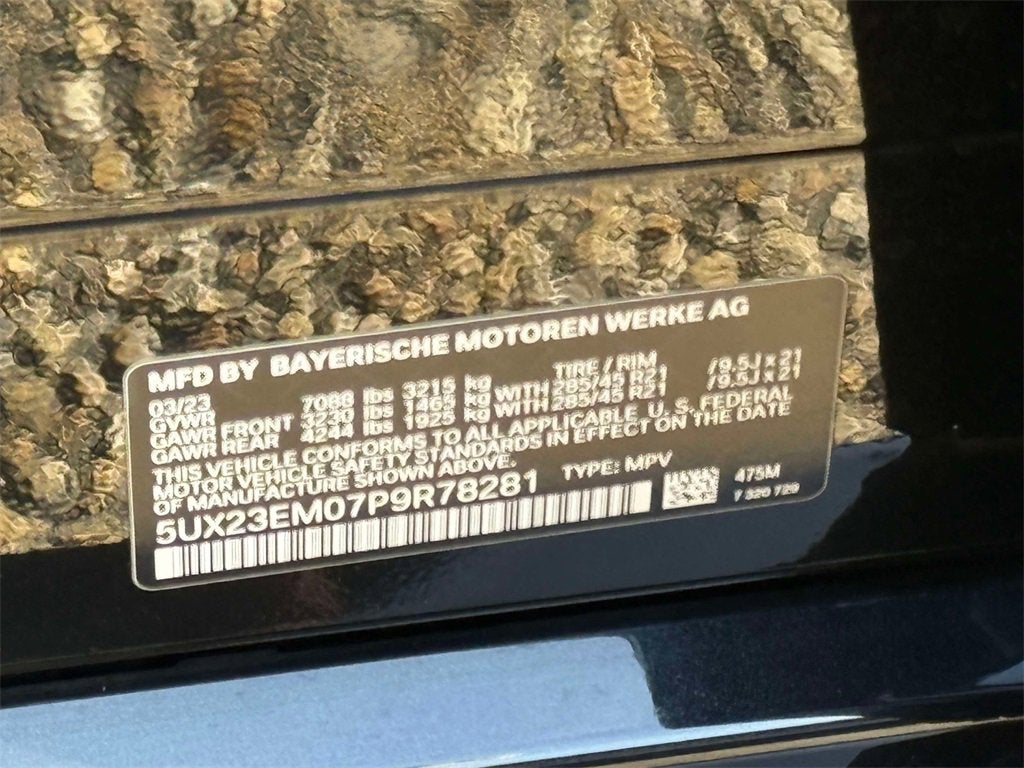 MFD BY BAYERISCHE MOTOREN WERKE AG
03/23 TIRE / RIM
GVWR 7088 lbs 3215 kg
GAWR FRONT 3230 lbs 1465 kg WITH 285/45 R21 /9.5J x 21
GAWR REAR 4244 lbs 1925 kg WITH 285/45 R21 /9.5J x 21
THIS VEHICLE CONFORMS TO ALL APPLICABLE U.S. FEDERAL
MOTOR VEHICLE SAFETY STANDARDS IN EFFECT ON THE DATE
OF MANUFACTURE SHOWN ABOVE.
5UX23EM07P9R78281 TYPE: MPV
475M